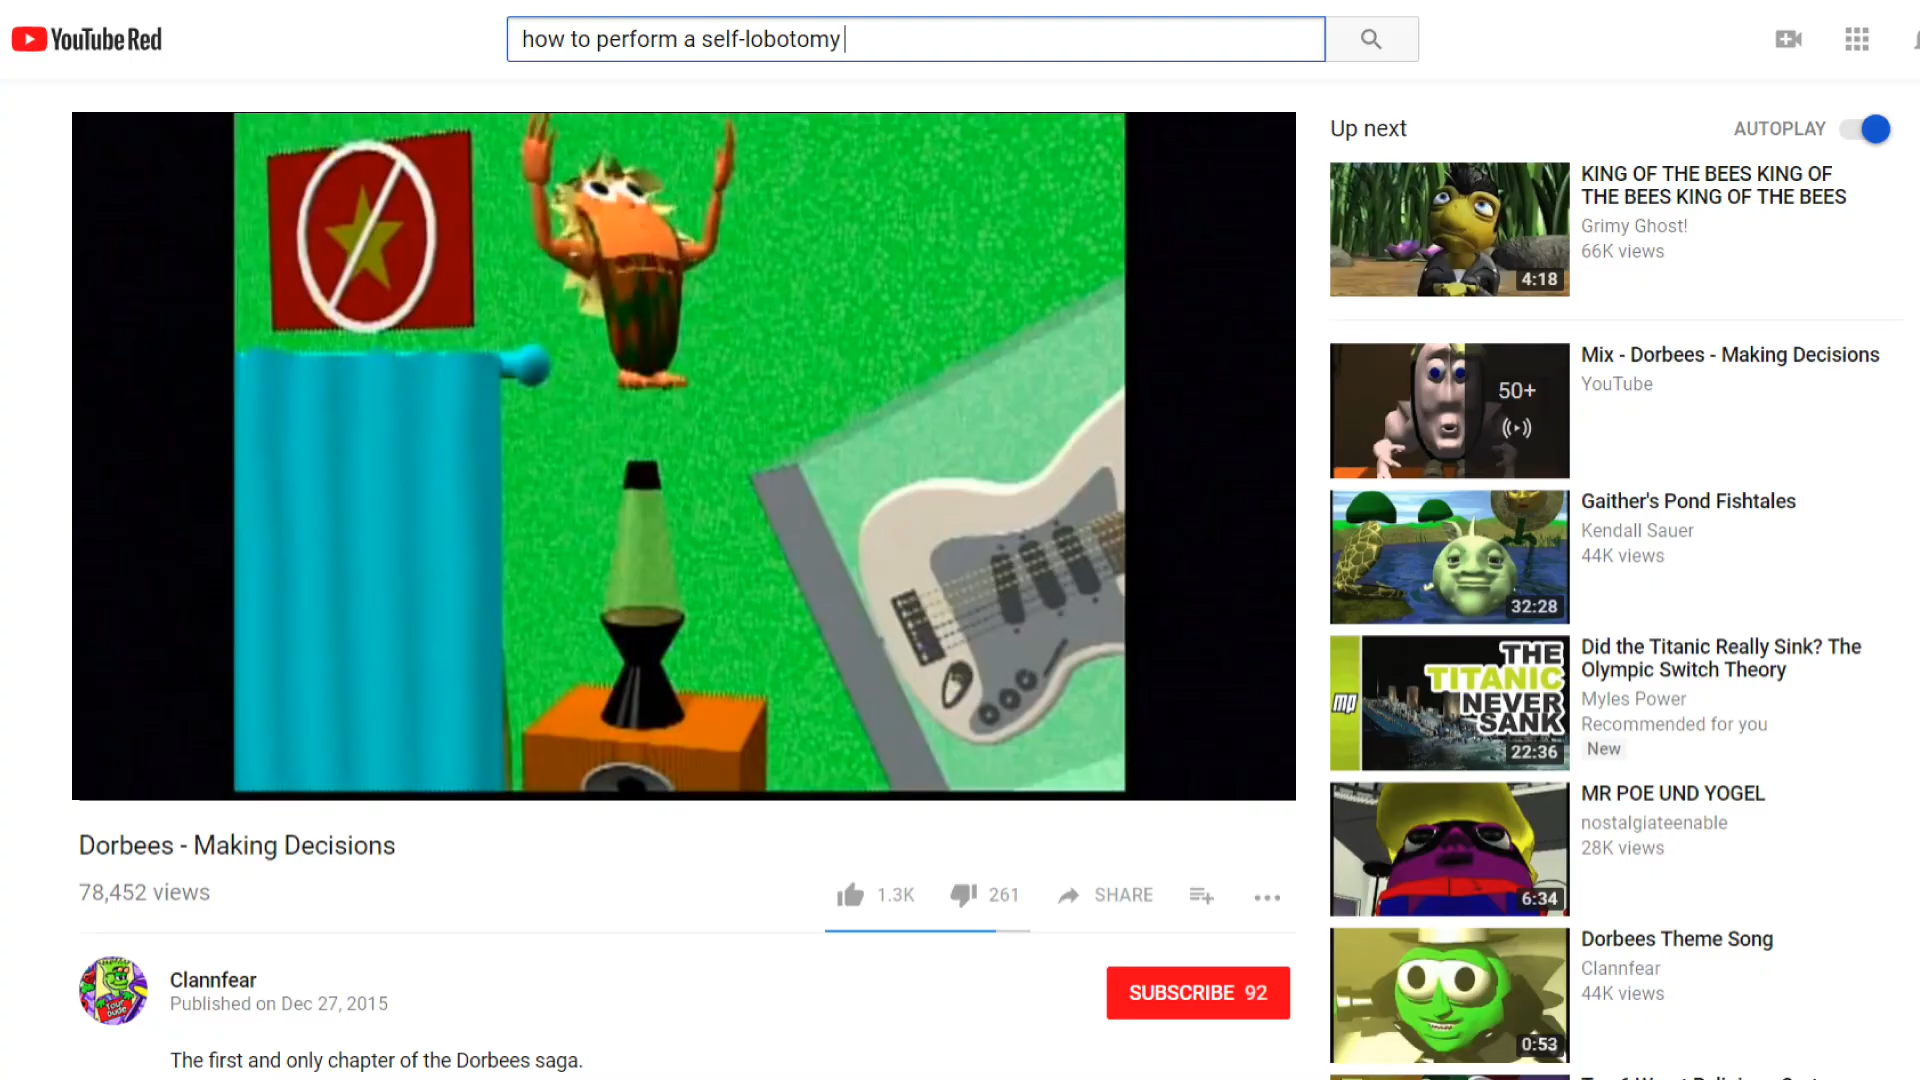 YouTube Red
how to perform a self-lobotomy
Up next
AUTOPLAY
KING OF THE BEES KING OF
THE BEES KING OF THE BEES
Grimy Ghost!
66K views
4:18
Mix - Dorbees - Making Decisions
YouTube
50+
Gaither's Pond Fishtales
Kendall Sauer
44K views
32:28
Did the Titanic Really Sink? The
Olympic Switch Theory
Myles Power
Recommended for you
New
mp
THE
TITANIC
NEVER
SANK
22:36
MR POE UND YOGEL
nostalgiateenable
28K views
6:34
Dorbees Theme Song
Clannfear
44K views
0:53
Dorbees - Making Decisions
78,452 views
1.3K
261
SHARE
Clannfear
Published on Dec 27, 2015
SUBSCRIBE 92
The first and only chapter of the Dorbees saga.